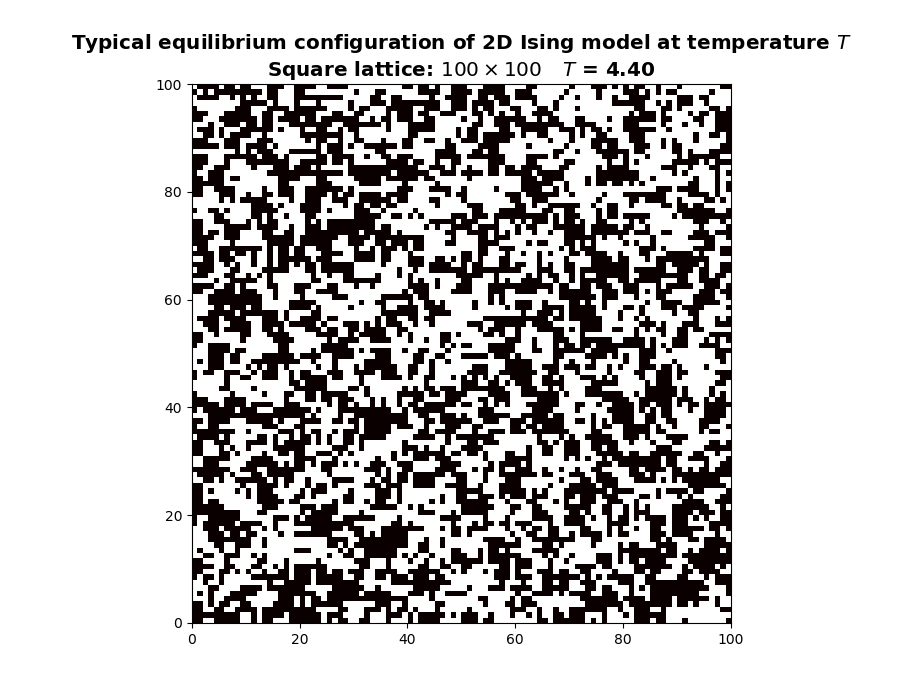 Typical equilibrium configuration of 2D Ising model at temperature T
Square lattice: 100 × 100 T = 4.40
100
80
60
40
20
0
0 20 40 60 80 100